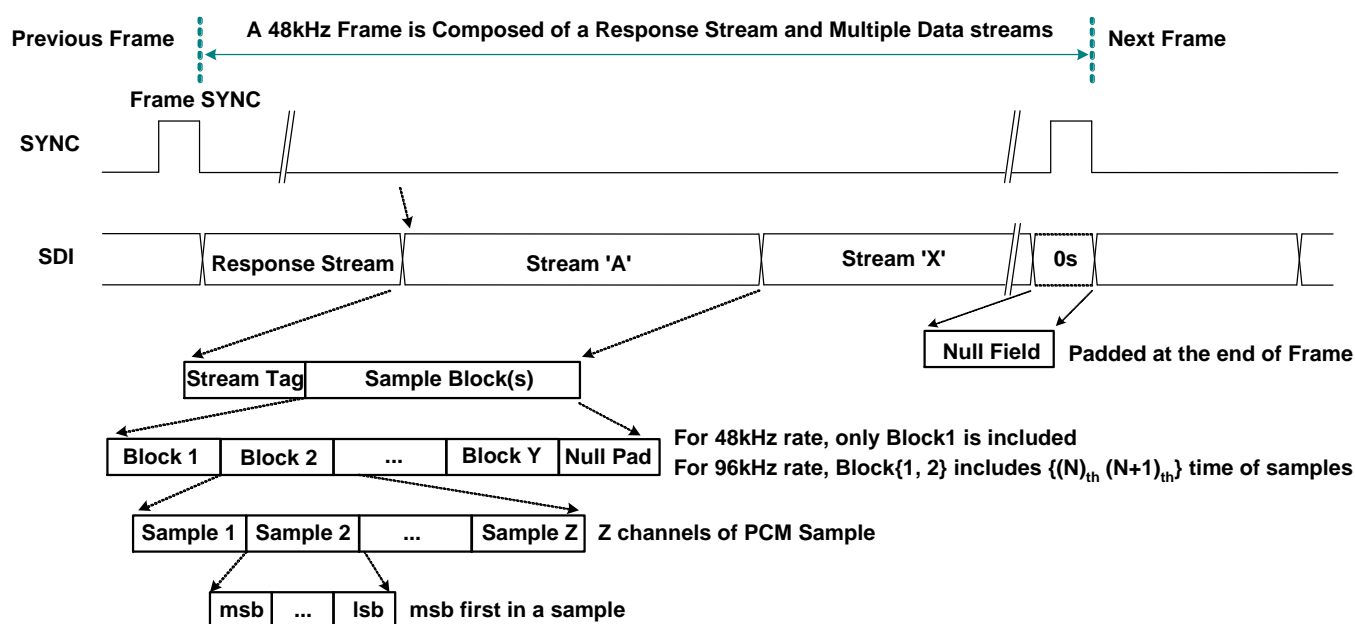 A 48kHz Frame is Composed of a Response Stream and Multiple Data streams
Previous Frame
Next Frame
Frame SYNC
SYNC
SDI
Response Stream
Stream 'A'
Stream 'X'
0s
Null Field
Padded at the end of Frame
Stream Tag
Sample Block(s)
Block 1
Block 2
...
Block Y
Null Pad
For 48kHz rate, only Block1 is included
For 96kHz rate, Block{1, 2} includes {(N)th (N+1)th} time of samples
Sample 1
Sample 2
...
Sample Z
Z channels of PCM Sample
msb
...
lsb
msb first in a sample